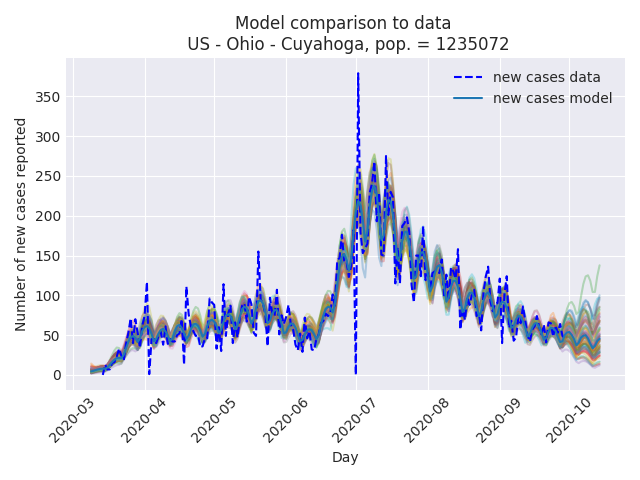 Model comparison to data
US - Ohio - Cuyahoga, pop. = 1235072
new cases data
new cases model
Number of new cases reported
350
300
250
200
150
100
50
0
2020-03
2020-04
2020-05
2020-06
2020-07
2020-08
2020-09
2020-10
Day